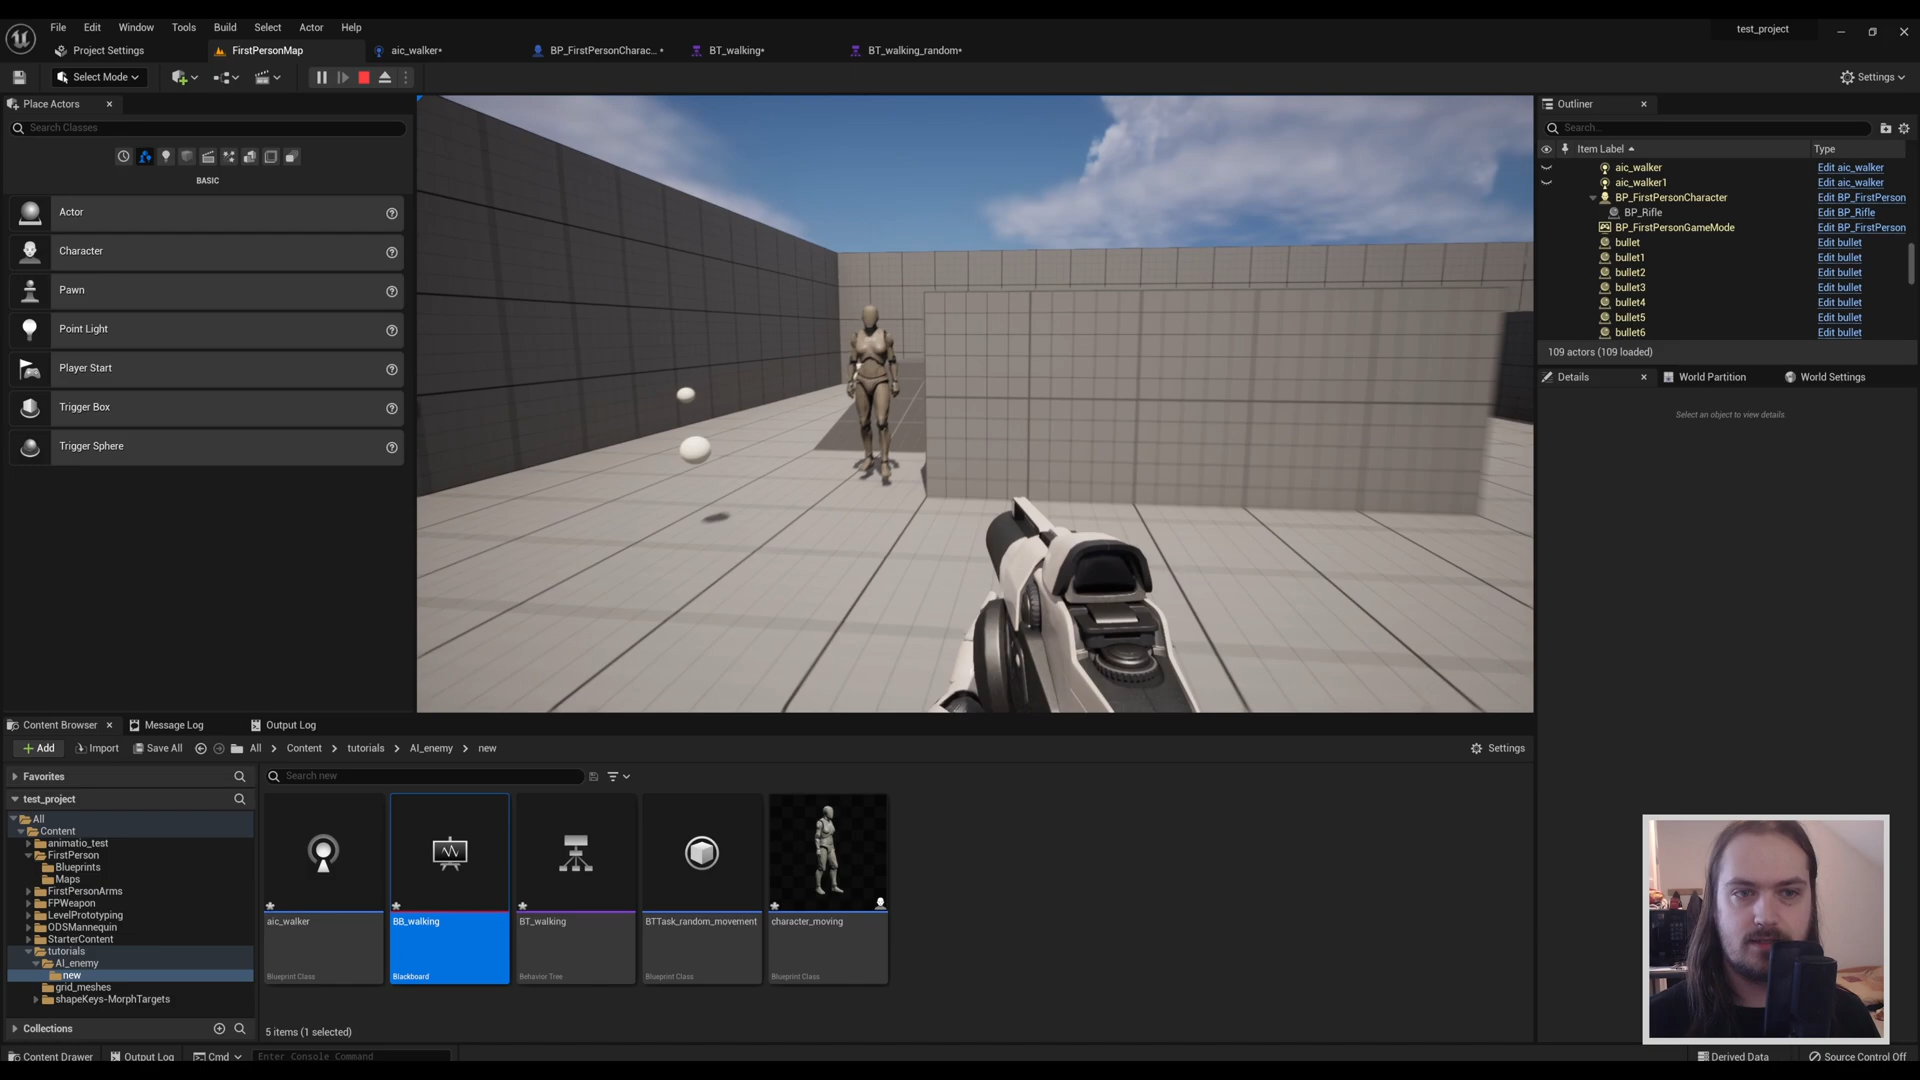 File Edit Window Tools Build Select Actor Help
test_project
Project Settings
FirstPersonMap
aic_walker*
BP_FirstPersonCharac... *
BT_walking*
BT_walking_random*
Select Mode
Settings
Place Actors
Search Classes
BASIC
Actor
Character
Pawn
Point Light
Player Start
Trigger Box
Trigger Sphere
Outliner
Search...
Item Label
Type
aic_walker Edit aic_walker
aic_walker1 Edit aic_walker
BP_FirstPersonCharacter Edit BP_FirstPerson
BP_Rifle Edit BP_Rifle
BP_FirstPersonGameMode Edit BP_FirstPerson
bullet Edit bullet
bullet1 Edit bullet
bullet2 Edit bullet
bullet3 Edit bullet
bullet4 Edit bullet
bullet5 Edit bullet
bullet6 Edit bullet
109 actors (109 loaded)
Details
World Partition
World Settings
Select an object to view details.
Content Browser
Message Log
Output Log
Add
Import
Save All
All > Content > tutorials > AI_enemy > new
Settings
Favorites
test_project
All
Content
animatio_test
FirstPerson
Blueprints
Maps
FirstPersonArms
FPWeapon
LevelPrototyping
ODSMannequin
StarterContent
tutorials
AI_enemy
new
grid_meshes
shapeKeys-MorphTargets
Collections
Search new
aic_walker
Blueprint Class
BB_walking
Blackboard
BT_walking
Behavior Tree
BTTask_random_movement
Blueprint Class
character_moving
Blueprint Class
5 items (1 selected)
Content Drawer
Output Log
Cmd
Enter Console Command
Derived Data
Source Control Off